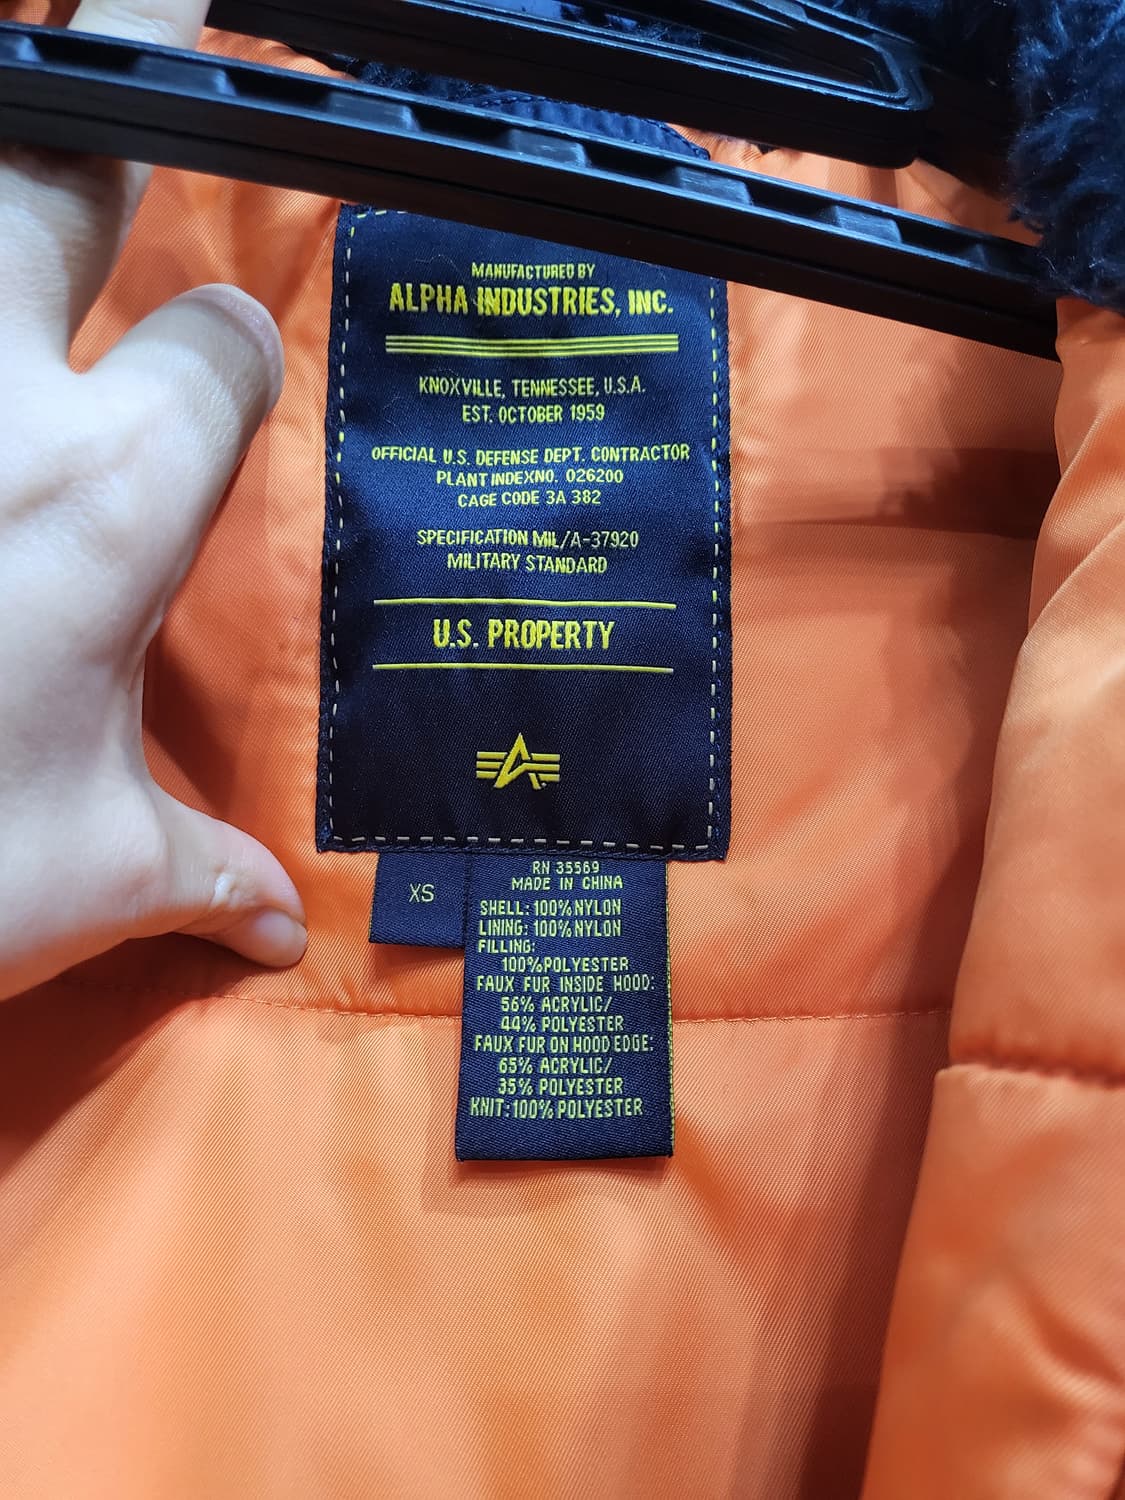 MANUFACTURED BY
ALPHA INDUSTRIES, INC.
KNOXVILLE, TENNESSEE, U.S.A.
EST. OCTOBER 1959
OFFICIAL U.S. DEFENSE DEPT. CONTRACTOR
PLANT INDEXNO. 026200
CAGE CODE 3A 382
SPECIFICATION MIL/A-37920
MILITARY STANDARD
U.S. PROPERTY
XS
RN 35569
MADE IN CHINA
SHELL: 100% NYLON
LINING: 100% NYLON
FILLING:
100%POLYESTER
FAUX FUR INSIDE HOOD:
56% ACRYLIC/
44% POLYESTER
FAUX FUR ON HOOD EDGE:
65% ACRYLIC/
35% POLYESTER
KNIT:100% POLYESTER